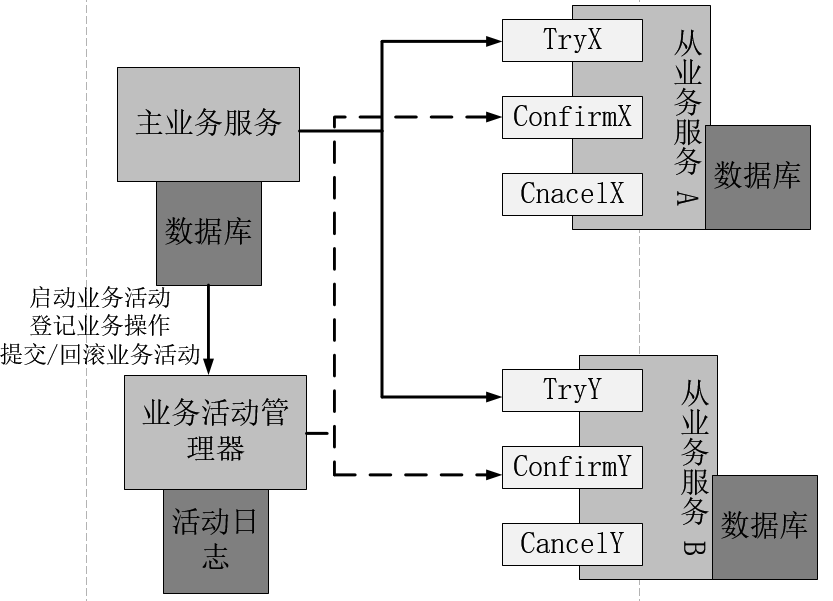 主业务服务
数据库
启动业务活动
登记业务操作
提交/回滚业务活动
业务活动管
理器
活动日
志
TryX
ConfirmX
CnacelX
从业务服务 A
数据库
TryY
ConfirmY
CancelY
从业务服务 B
数据库